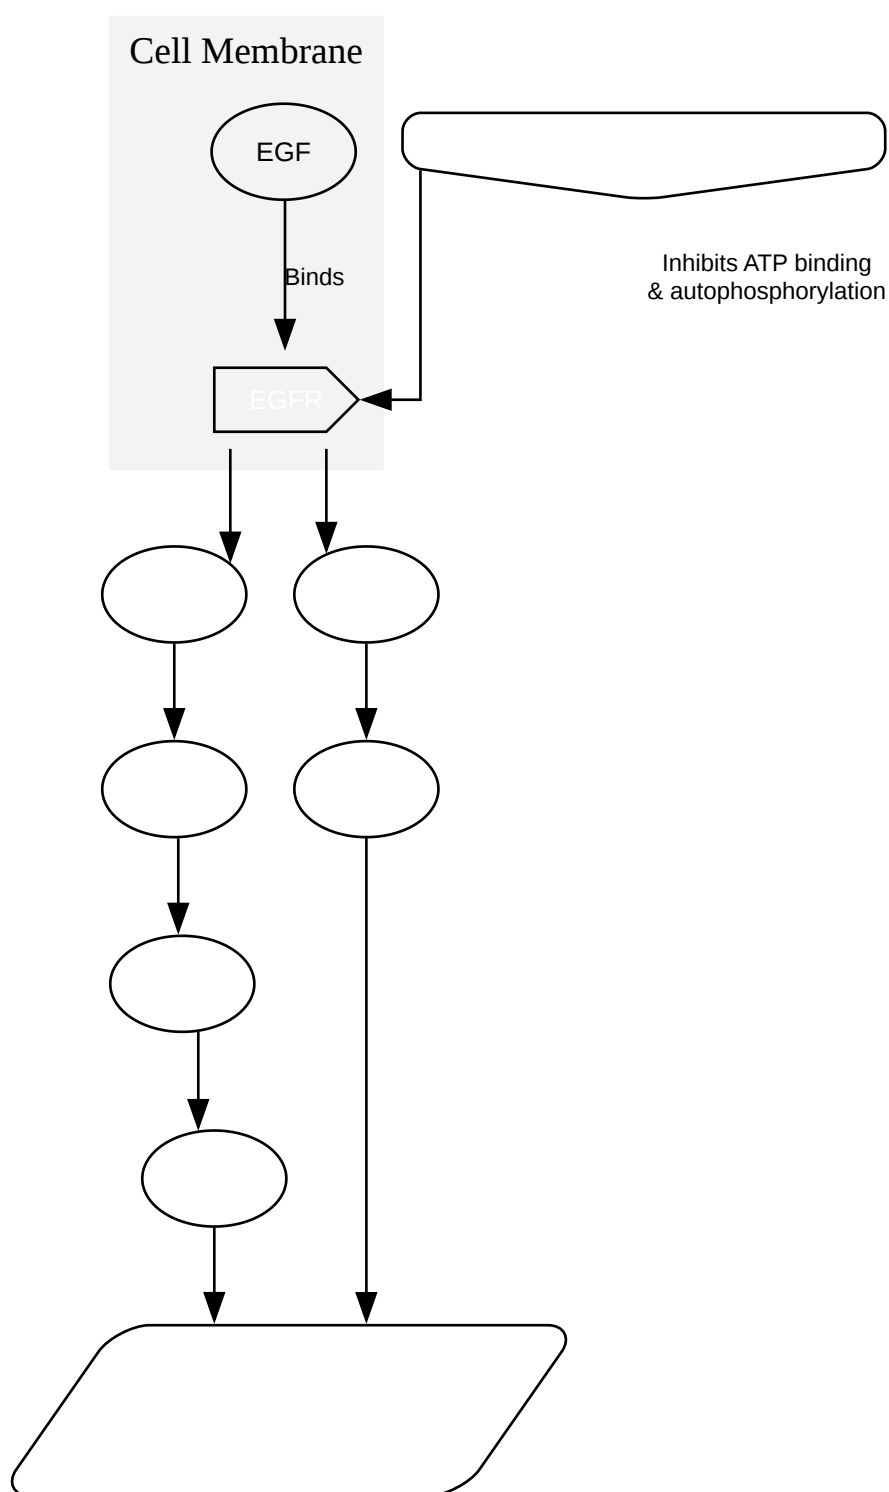 Cell Membrane
EGF
Binds
Inhibits ATP binding
& autophosphorylation
EGFR